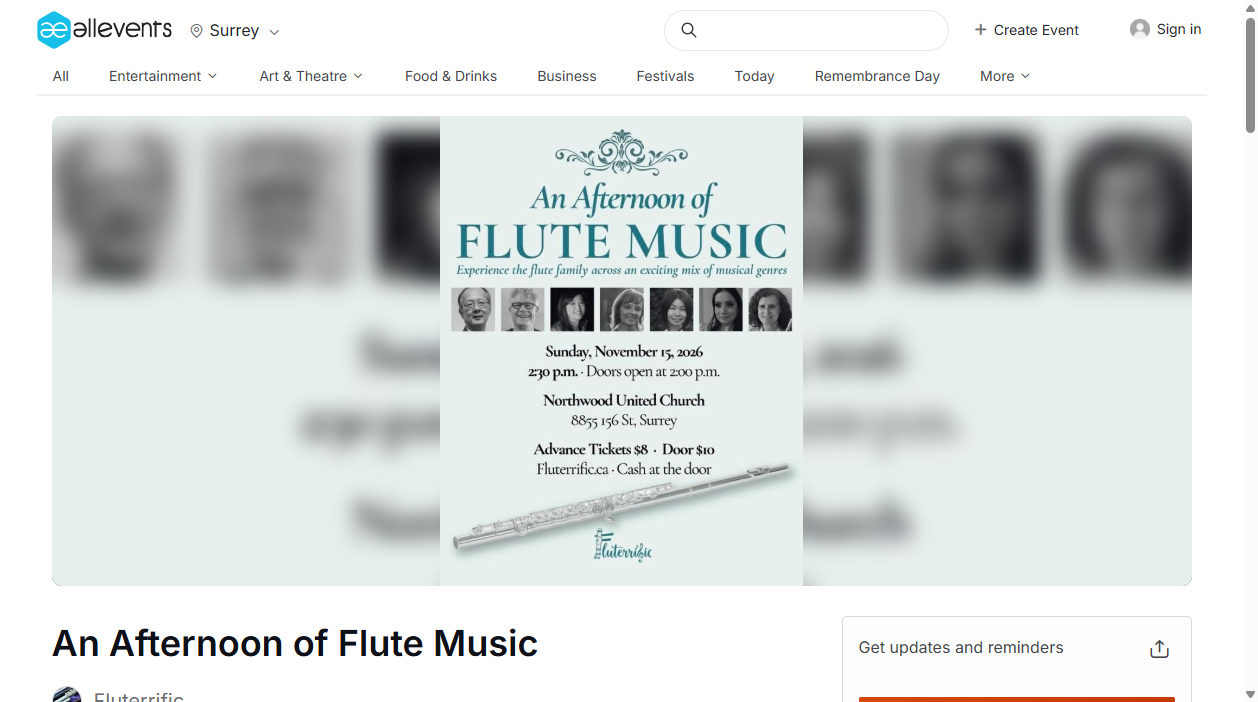 allevents
Surrey
Create Event
Sign in
All
Entertainment
Art & Theatre
Food & Drinks
Business
Festivals
Today
Remembrance Day
More
An Afternoon of
FLUTE MUSIC
Experience the flute family across an exciting mix of musical genres
Sunday, November 15, 2026
2:30 p.m. · Doors open at 2:00 p.m.
Northwood United Church
8855 156 St, Surrey
Advance Tickets $8 · Door $10
Fluterrific.ca · Cash at the door
Fluterrific
An Afternoon of Flute Music
Get updates and reminders
Fluterrific